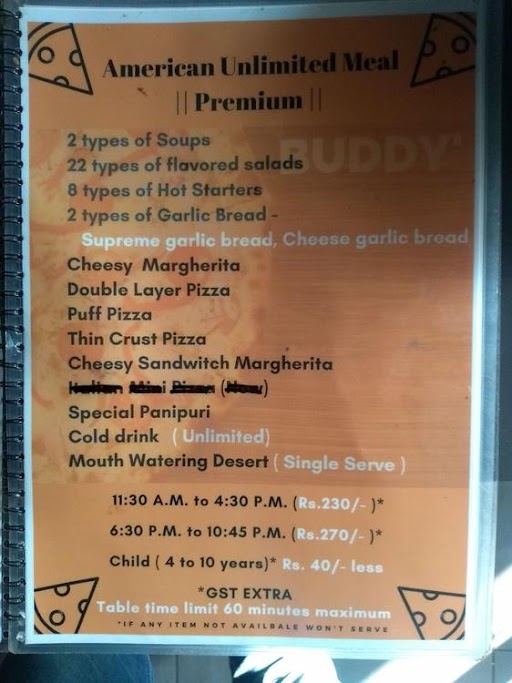 American Unlimited Meal
|| Premium ||
BUDDY'
2 types of Soups
22 types of flavored salads
8 types of Hot Starters
2 types of Garlic Bread -
Supreme garlic bread, Cheese garlic bread
Cheesy Margherita
Double Layer Pizza
Puff Pizza
Thin Crust Pizza
Cheesy Sandwitch Margherita
Special Panipuri
Cold drink ( Unlimited)
Mouth Watering Desert ( Single Serve )
11:30 A.M. to 4:30 P.M. (Rs.230/- )*
6:30 P.M. to 10:45 P.M. (Rs.270/- )*
Child ( 4 to 10 years)* Rs. 40/- less
*GST EXTRA
Table time limit 60 minutes maximum
*IF ANY ITEM NOT AVAILBALE WON'T SERVE